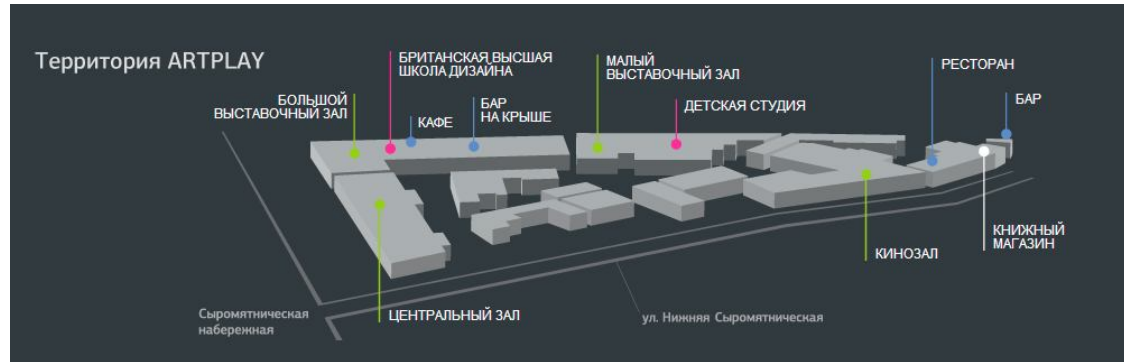 Территория ARTPLAY
БРИТАНСКАЯ ВЫСШАЯ
ШКОЛА ДИЗАЙНА
МАЛЫЙ
ВЫСТАВОЧНЫЙ ЗАЛ
РЕСТОРАН
БОЛЬШОЙ
ВЫСТАВОЧНЫЙ ЗАЛ
КАФЕ
БАР
НА КРЫШЕ
ДЕТСКАЯ СТУДИЯ
БАР
КНИЖНЫЙ
МАГАЗИН
КИНОЗАЛ
Сыромятническая
набережная
ЦЕНТРАЛЬНЫЙ ЗАЛ
ул. Нижняя Сыромятническая